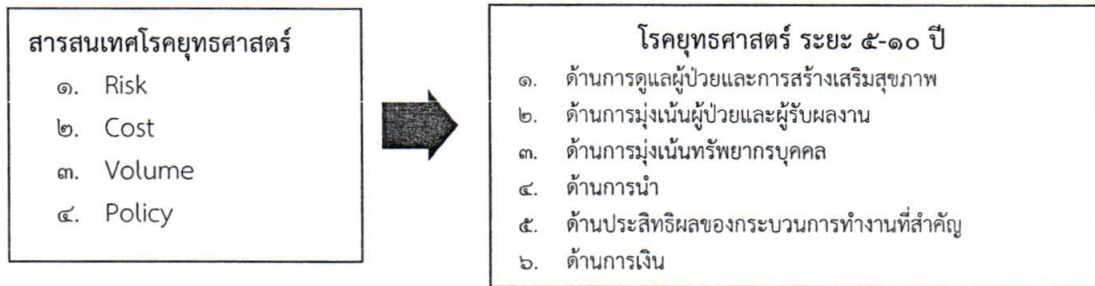 สารสนเทศโรคยุทธศาสตร์
๑. Risk
๒. Cost
๓. Volume
๔. Policy
โรคยุทธศาสตร์ ระยะ ๕-๑๐ ปี
๑. ด้านการดูแลผู้ป่วยและการสร้างเสริมสุขภาพ
๒. ด้านการมุ่งเน้นผู้ป่วยและผู้รับผลงาน
๓. ด้านการมุ่งเน้นทรัพยากรบุคคล
๔. ด้านการนำ
๕. ด้านประสิทธิผลของกระบวนการทำงานที่สำคัญ
๖. ด้านการเงิน